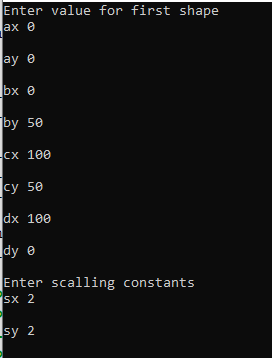 Enter value for first shape
ax 0
ay 0
bx 0
by 50
cx 100
cy 50
dx 100
dy 0
Enter scalling constants
sx 2
sy 2